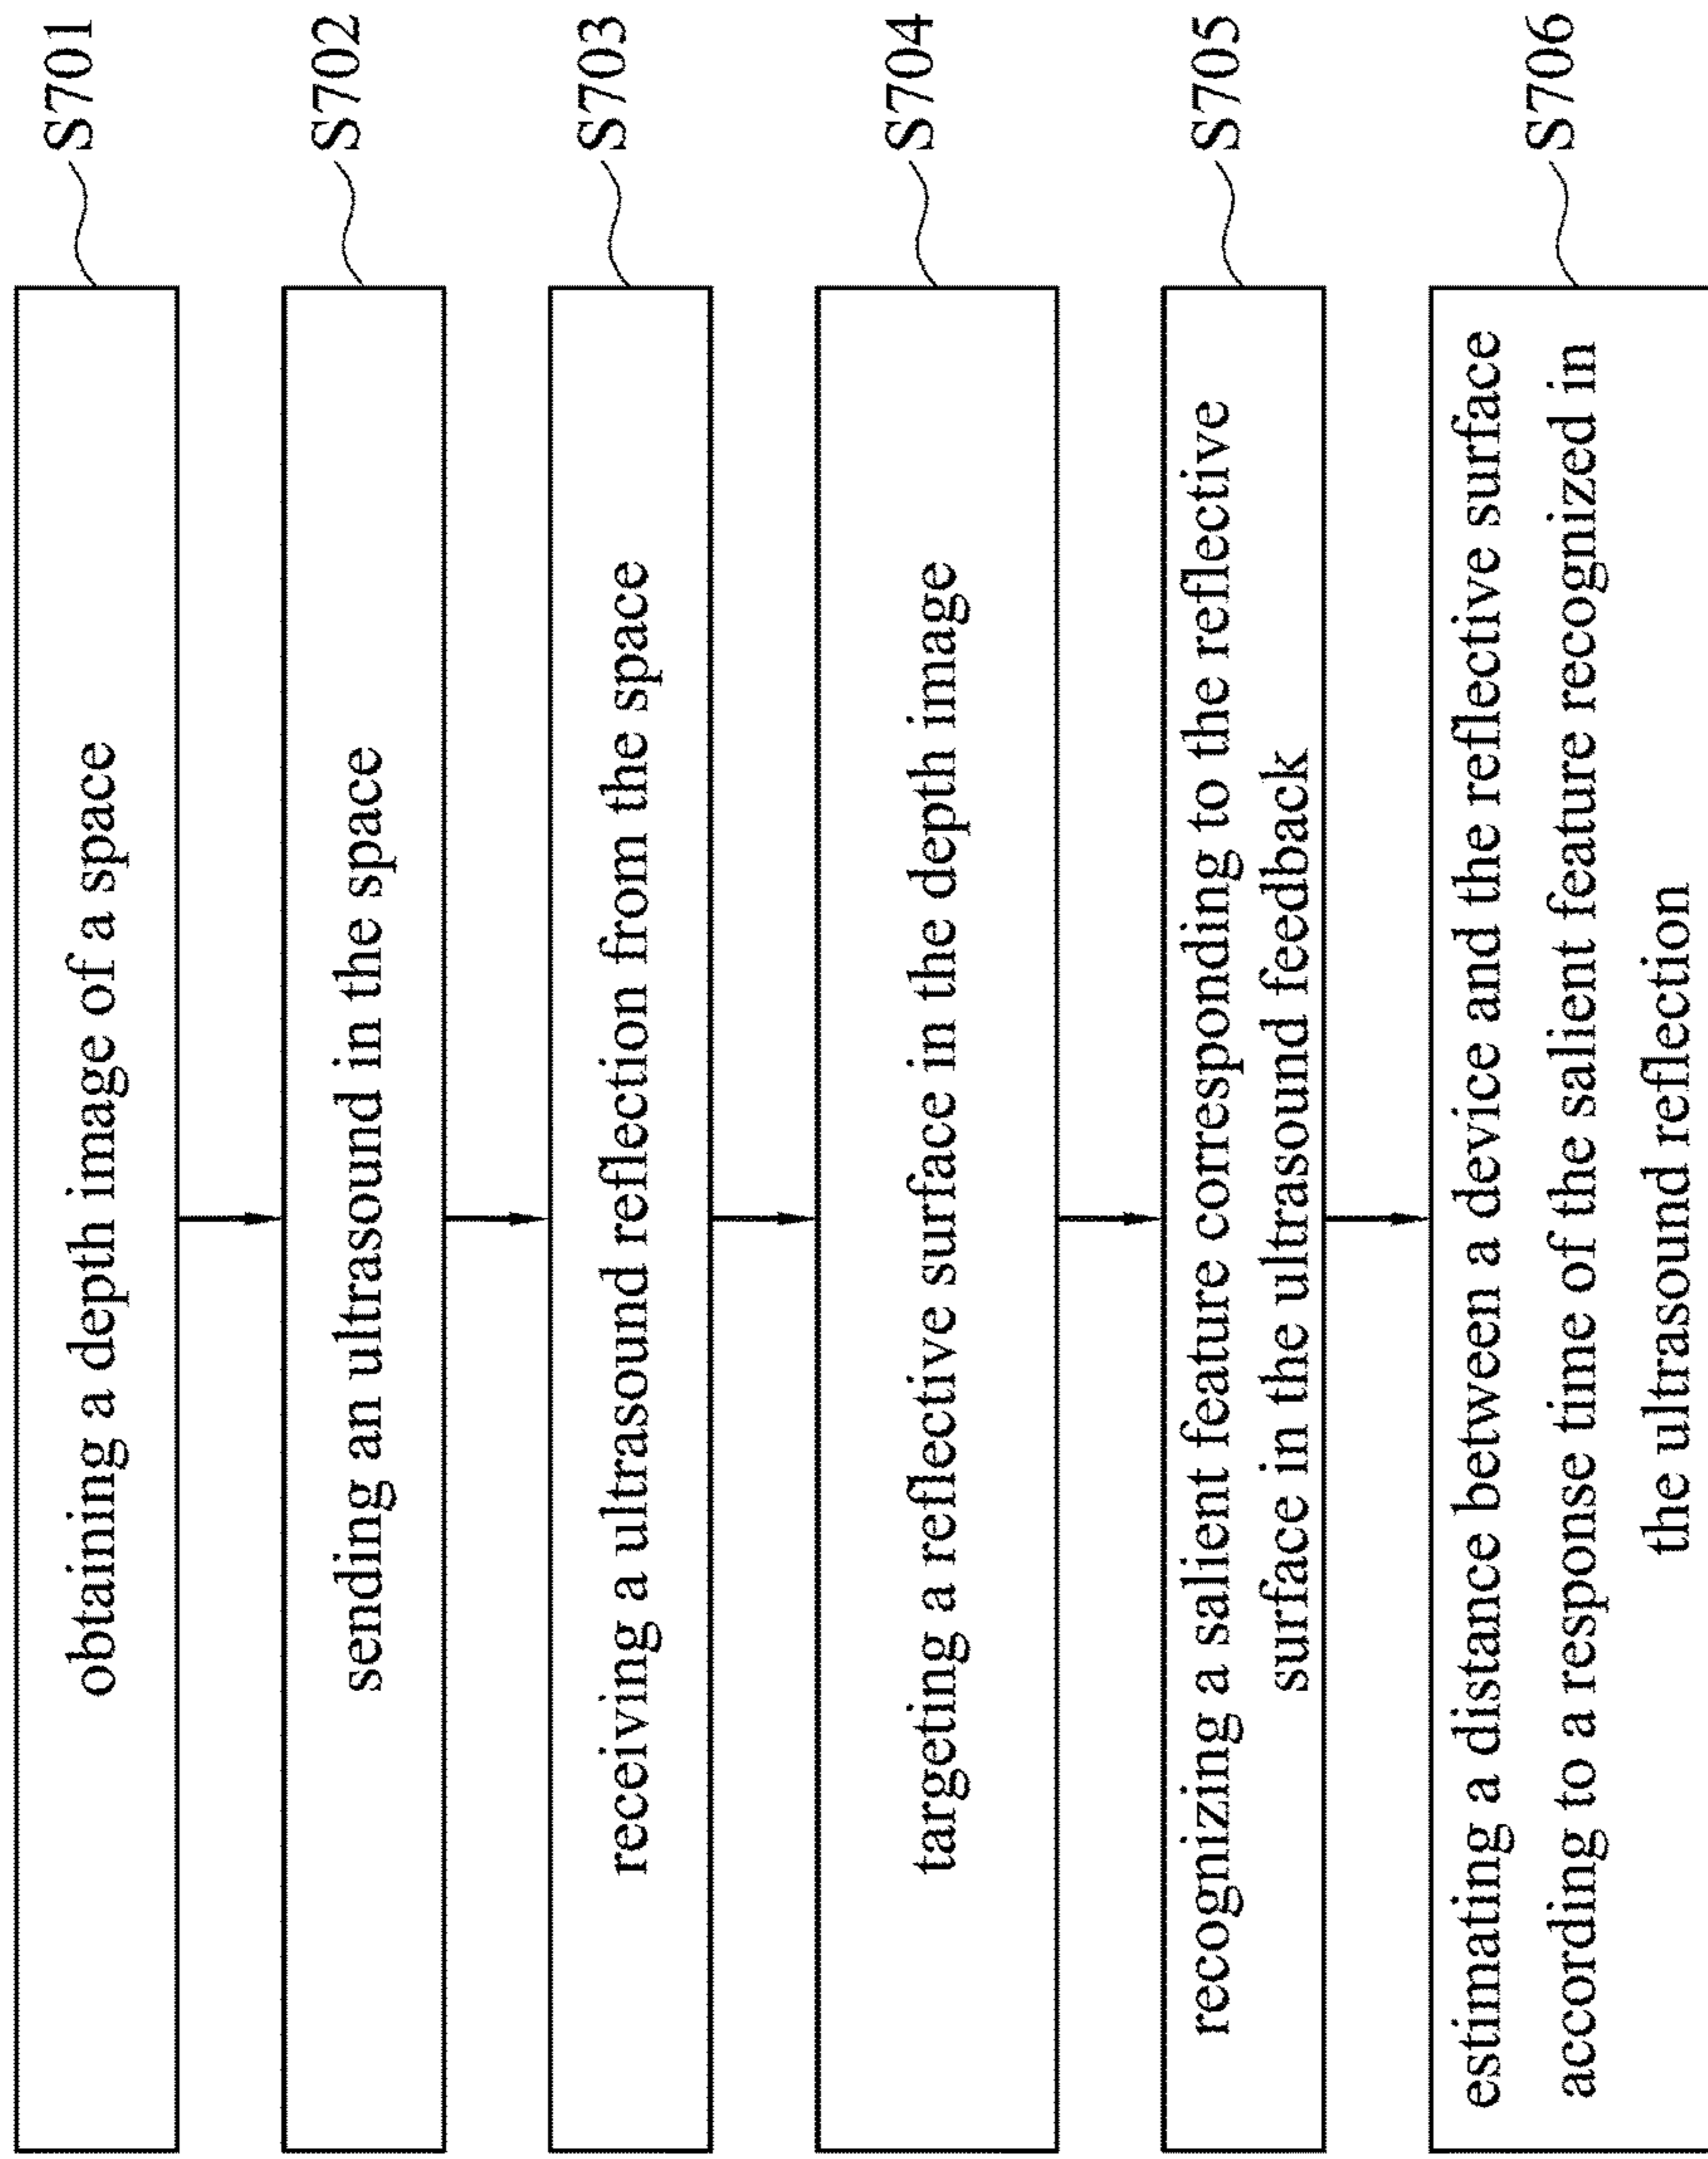 obtaining a depth image of a space
S701
sending an ultrasound in the space
S702
receiving a ultrasound reflection from the space
S703
targeting a reflective surface in the depth image
S704
recognizing a salient feature corresponding to the reflective
surface in the ultrasound feedback
S705
estimating a distance between a device and the reflective surface
according to a response time of the salient feature recognized in
the ultrasound reflection
S706